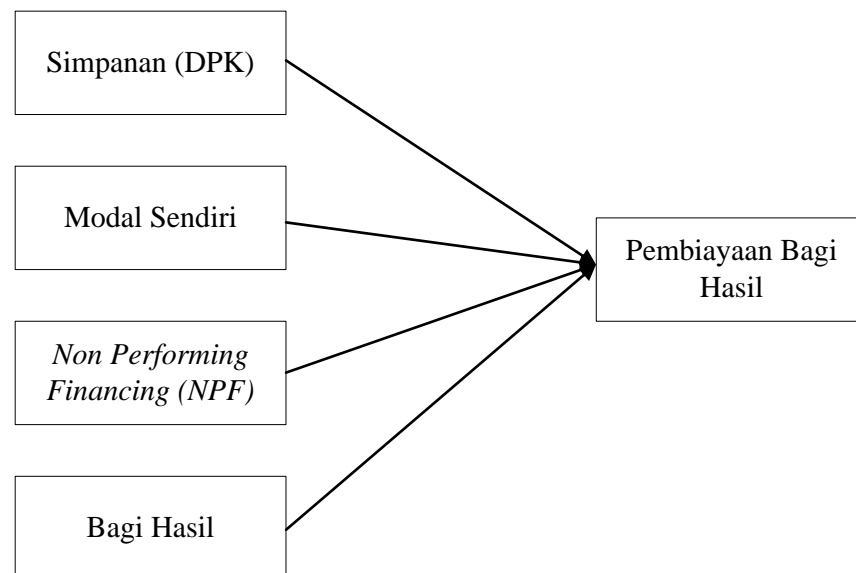 Simpanan (DPK)
Modal Sendiri
Pembiayaan Bagi
Hasil
Non Performing
Financing (NPF)
Bagi Hasil